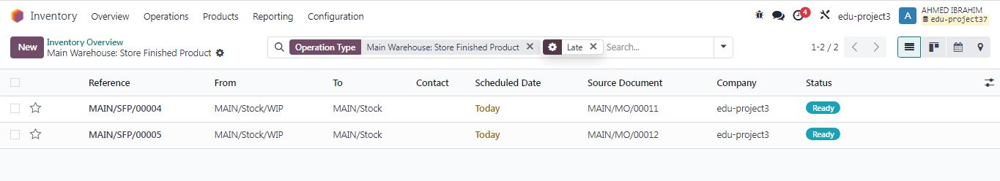 Inventory Overview Operations Products Reporting Configuration 4 edu-project3 A AHMED IBRAHIM
edu-project37
New Inventory Overview
Main Warehouse: Store Finished Product
Operation Type Main Warehouse: Store Finished Product Late Search... 1-2 / 2
Reference From To Contact Scheduled Date Source Document Company Status
MAIN/SFP/00004 MAIN/Stock/WIP MAIN/Stock Today MAIN/MO/00011 edu-project3 Ready
MAIN/SFP/00005 MAIN/Stock/WIP MAIN/Stock Today MAIN/MO/00012 edu-project3 Ready